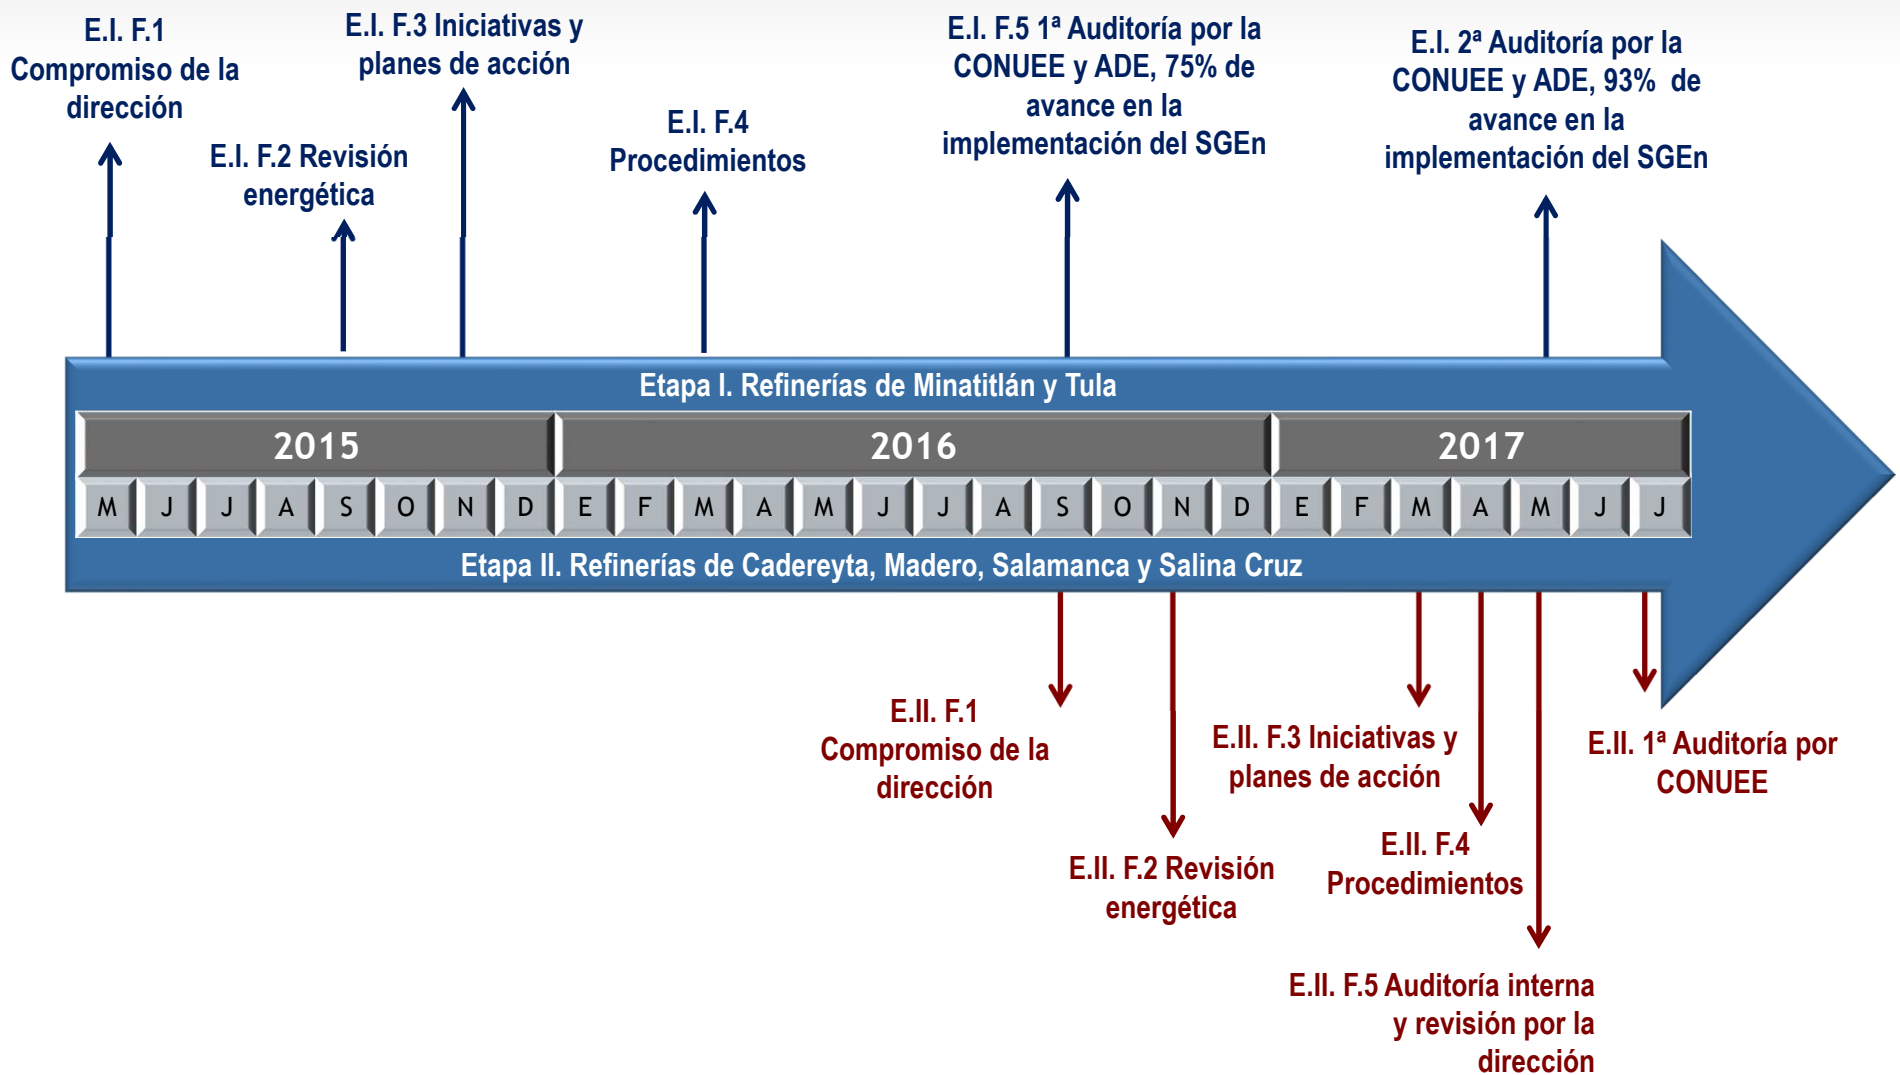 E.I. F.1
Compromiso de la
dirección
E.I. F.2 Revisión
energética
E.I. F.3 Iniciativas y
planes de acción
E.I. F.4
Procedimientos
E.I. F.5 1ª Auditoría por la
CONUEE y ADE, 75% de
avance en la
implementación del SGEn
E.I. 2ª Auditoría por la
CONUEE y ADE, 93% de
avance en la
implementación del SGEn
Etapa I. Refinerías de Minatitlán y Tula
2015 2016 2017
M J J A S O N D E F M A M J J A S O N D E F M A M J J
Etapa II. Refinerías de Cadereyta, Madero, Salamanca y Salina Cruz
E.II. F.1
Compromiso de la
dirección
E.II. F.2 Revisión
energética
E.II. F.3 Iniciativas y
planes de acción
E.II. F.4
Procedimientos
E.II. F.5 Auditoría interna
y revisión por la
dirección
E.II. 1ª Auditoría por
CONUEE